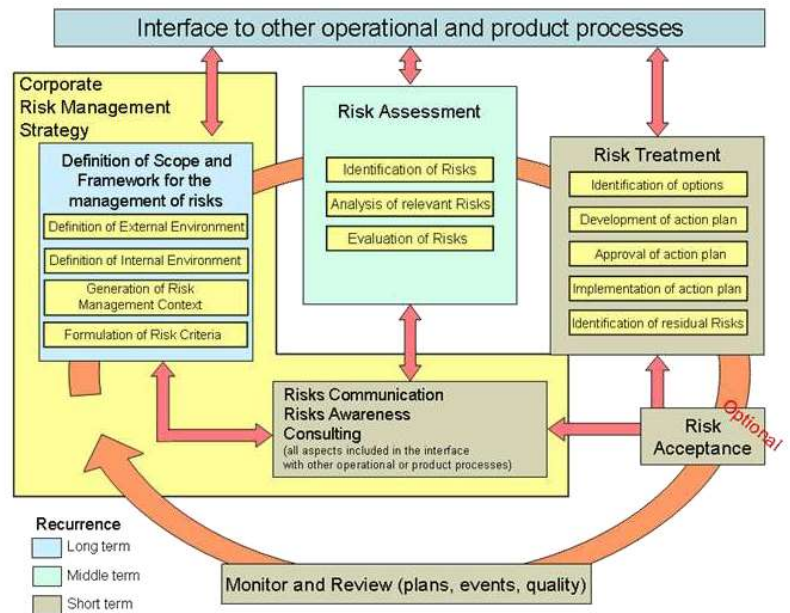 Interface to other operational and product processes
Corporate
Risk Management
Strategy
Definition of Scope and
Framework for the
management of risks
Definition of External Environment
Definition of Internal Environment
Generation of Risk
Management Context
Formulation of Risk Criteria
Risk Assessment
Identification of Risks
Analysis of relevant Risks
Evaluation of Risks
Risk Treatment
Identification of options
Development of action plan
Approval of action plan
Implementation of action plan
Identification of residual Risks
Risks Communication
Risks Awareness
Consulting
(all aspects included in the interface
with other operational or product processes)
Risk
Acceptance
Optional
Monitor and Review (plans, events, quality)
Recurrence
Long term
Middle term
Short term